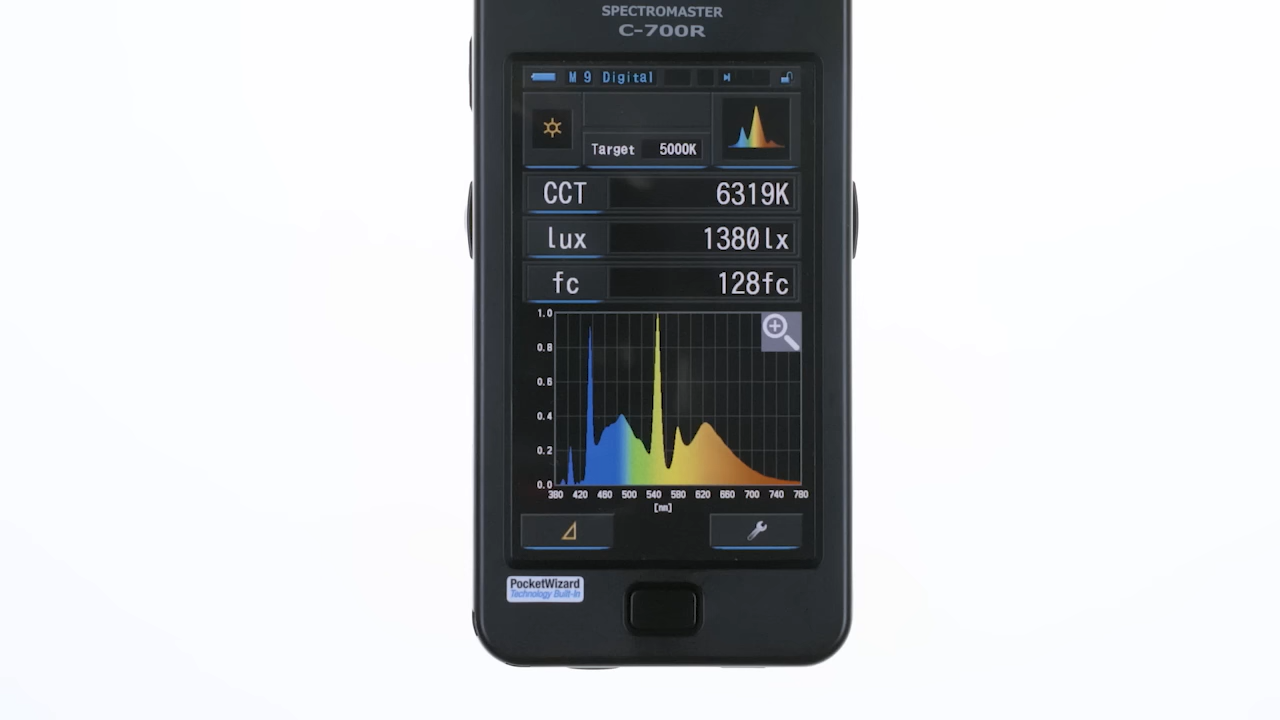 SPECTROMASTER
C-700R
M 9 Digital
Target 5000K
CCT 6319K
lux 1380lx
fc 128fc
1.0
0.8
0.6
0.4
0.2
0.0
380 420 460 500 540 580 620 660 700 740 780
[nm]
PocketWizard
Technology Built-In